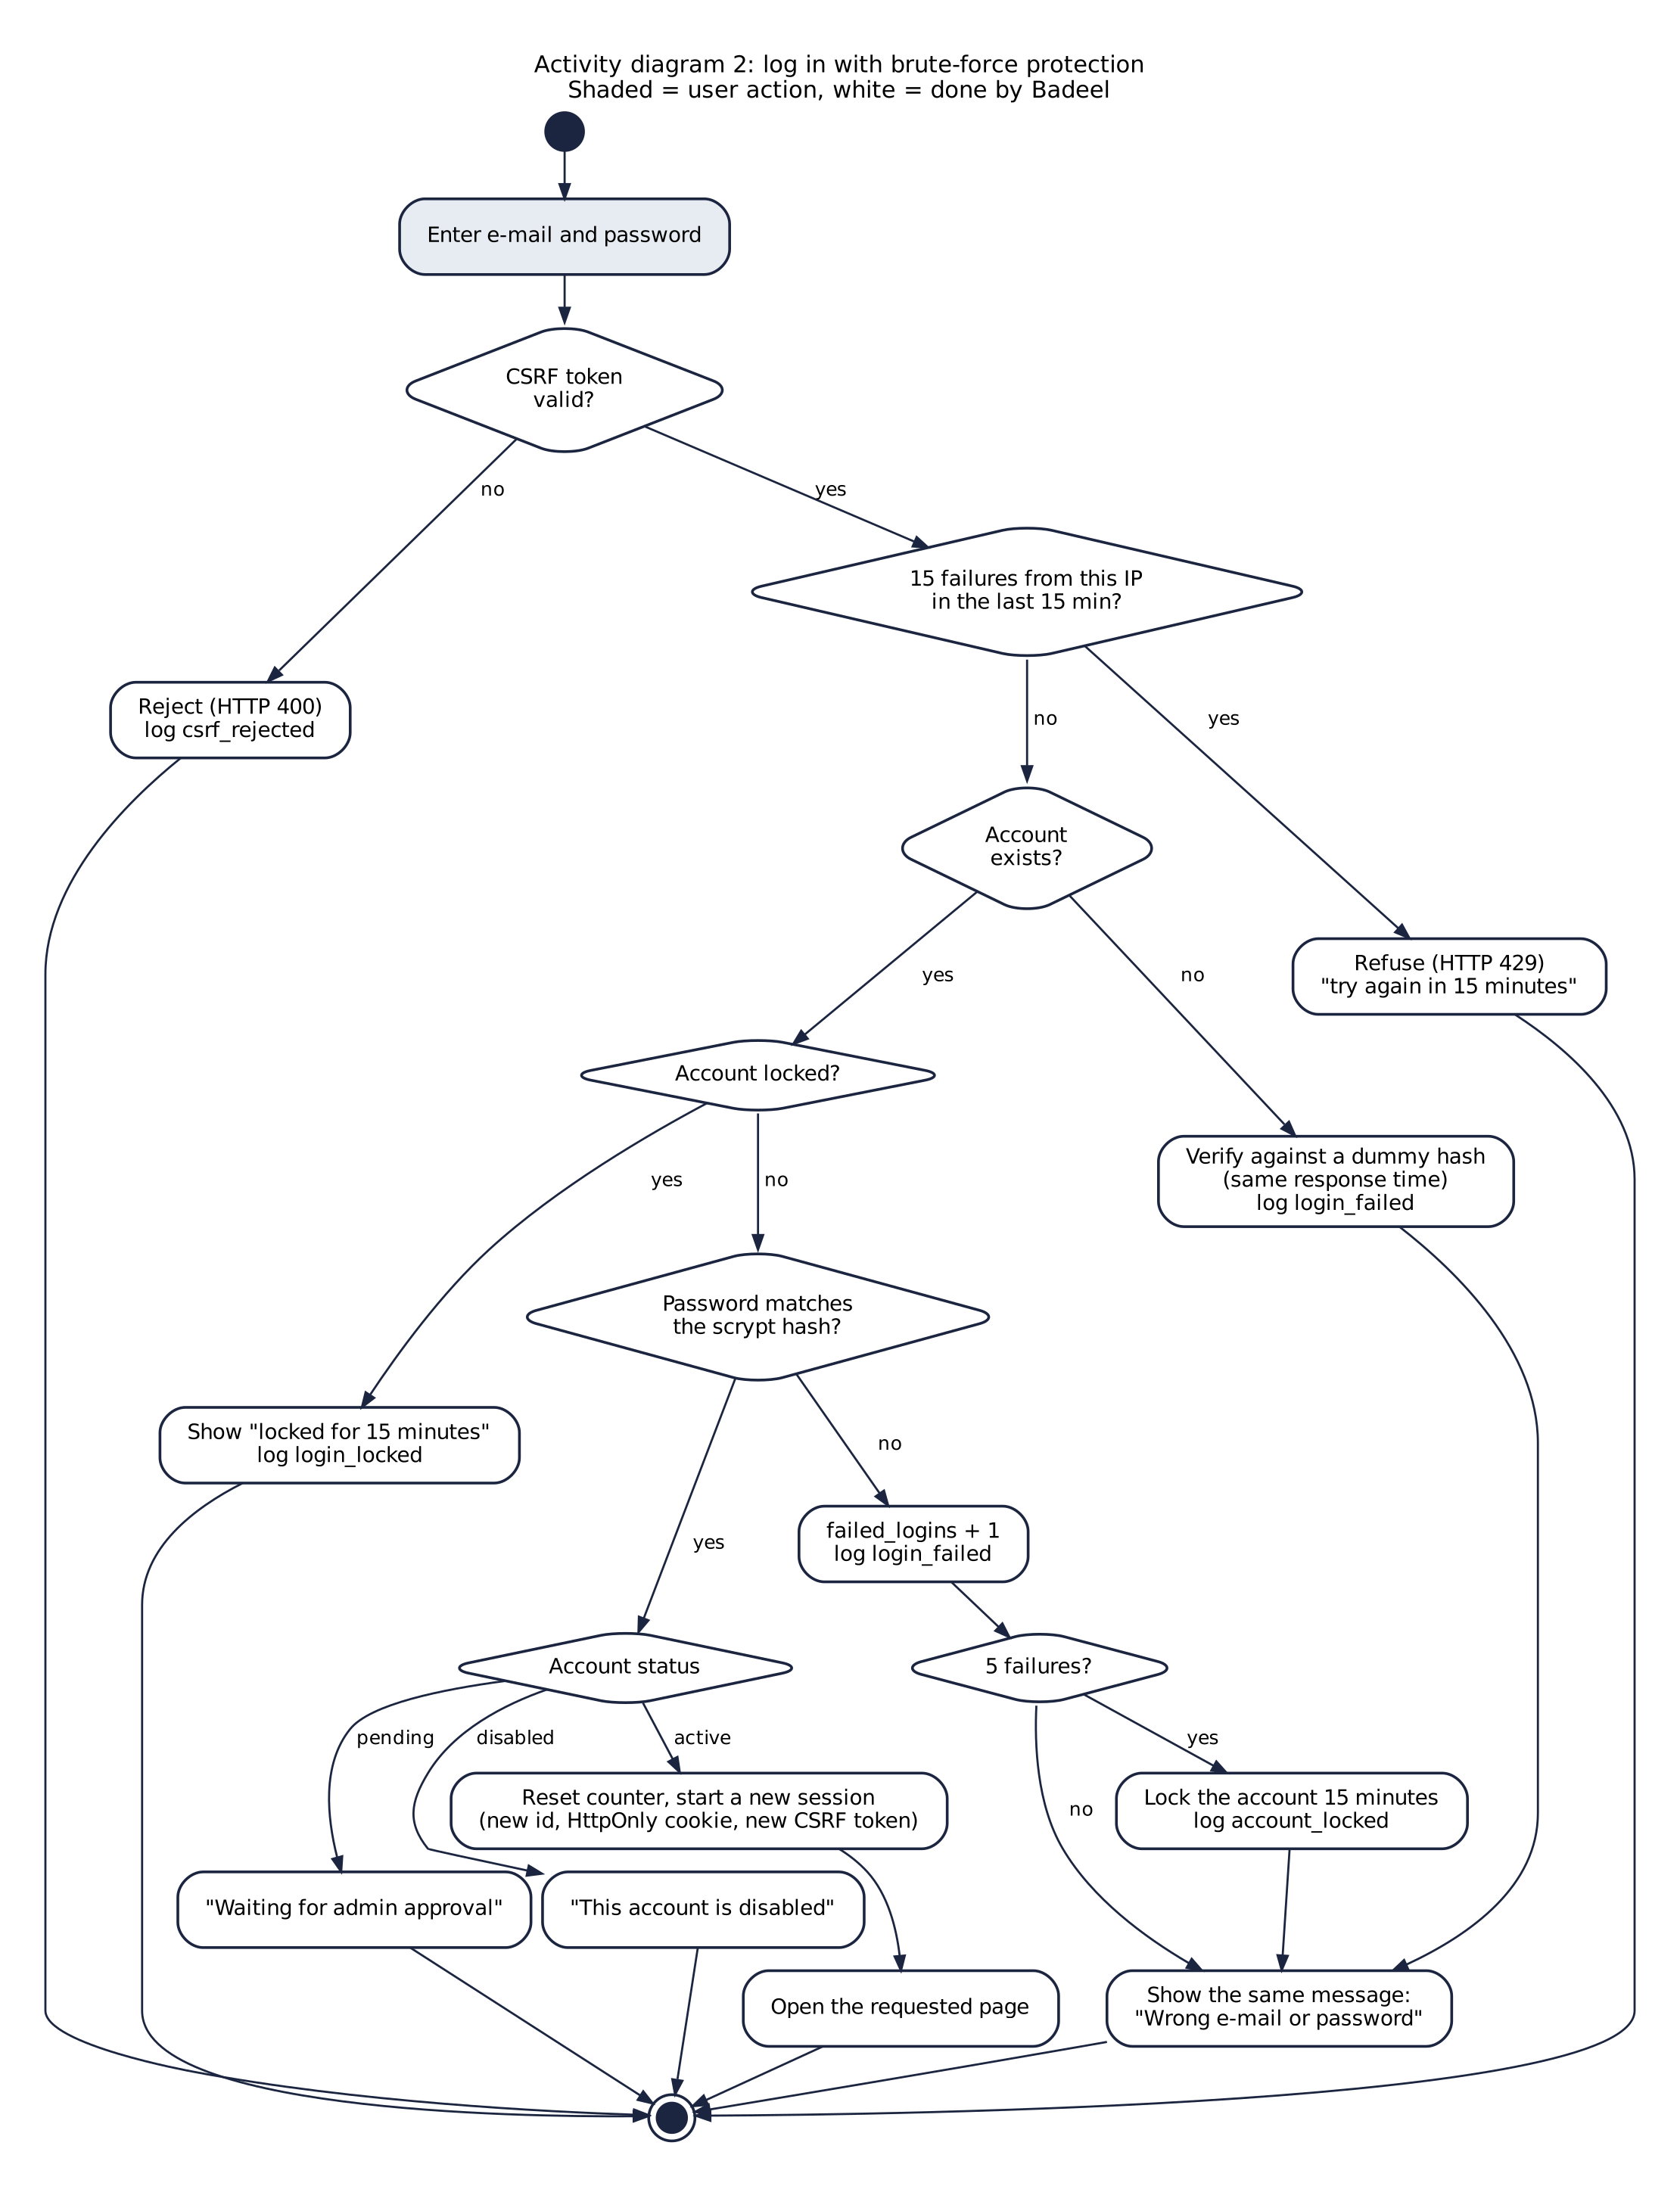 Activity diagram 2: log in with brute-force protection
Shaded = user action, white = done by Badeel
Enter e-mail and password
CSRF token
valid?
no
yes
15 failures from this IP
in the last 15 min?
Reject (HTTP 400)
log csrf_rejected
no
yes
Account
exists?
Refuse (HTTP 429)
"try again in 15 minutes"
yes
no
Account locked?
Verify against a dummy hash
(same response time)
log login_failed
yes
no
Password matches
the scrypt hash?
Show "locked for 15 minutes"
log login_locked
no
yes
failed_logins + 1
log login_failed
Account status
5 failures?
pending
disabled
active
yes
no
Reset counter, start a new session
(new id, HttpOnly cookie, new CSRF token)
Lock the account 15 minutes
log account_locked
"Waiting for admin approval"
"This account is disabled"
Open the requested page
Show the same message:
"Wrong e-mail or password"